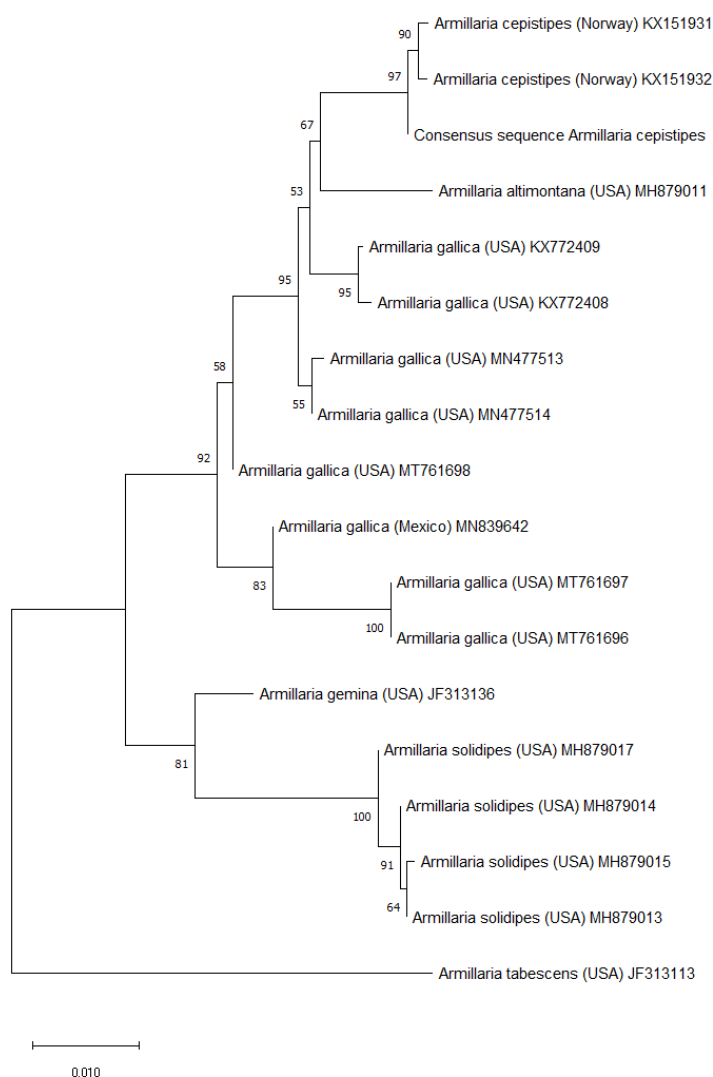 Armillaria cepistipes (Norway) KX151931
90
Armillaria cepistipes (Norway) KX151932
97
Consensus sequence Armillaria cepistipes
67
Armillaria altimontana (USA) MH879011
53
Armillaria gallica (USA) KX772409
95
95
Armillaria gallica (USA) KX772408
Armillaria gallica (USA) MN477513
58
55
Armillaria gallica (USA) MN477514
92
Armillaria gallica (USA) MT761698
Armillaria gallica (Mexico) MN839642
83
Armillaria gallica (USA) MT761697
100
Armillaria gallica (USA) MT761696
Armillaria gemina (USA) JF313136
81
Armillaria solidipes (USA) MH879017
100
Armillaria solidipes (USA) MH879014
91
Armillaria solidipes (USA) MH879015
64
Armillaria solidipes (USA) MH879013
Armillaria tabescens (USA) JF313113
0.010